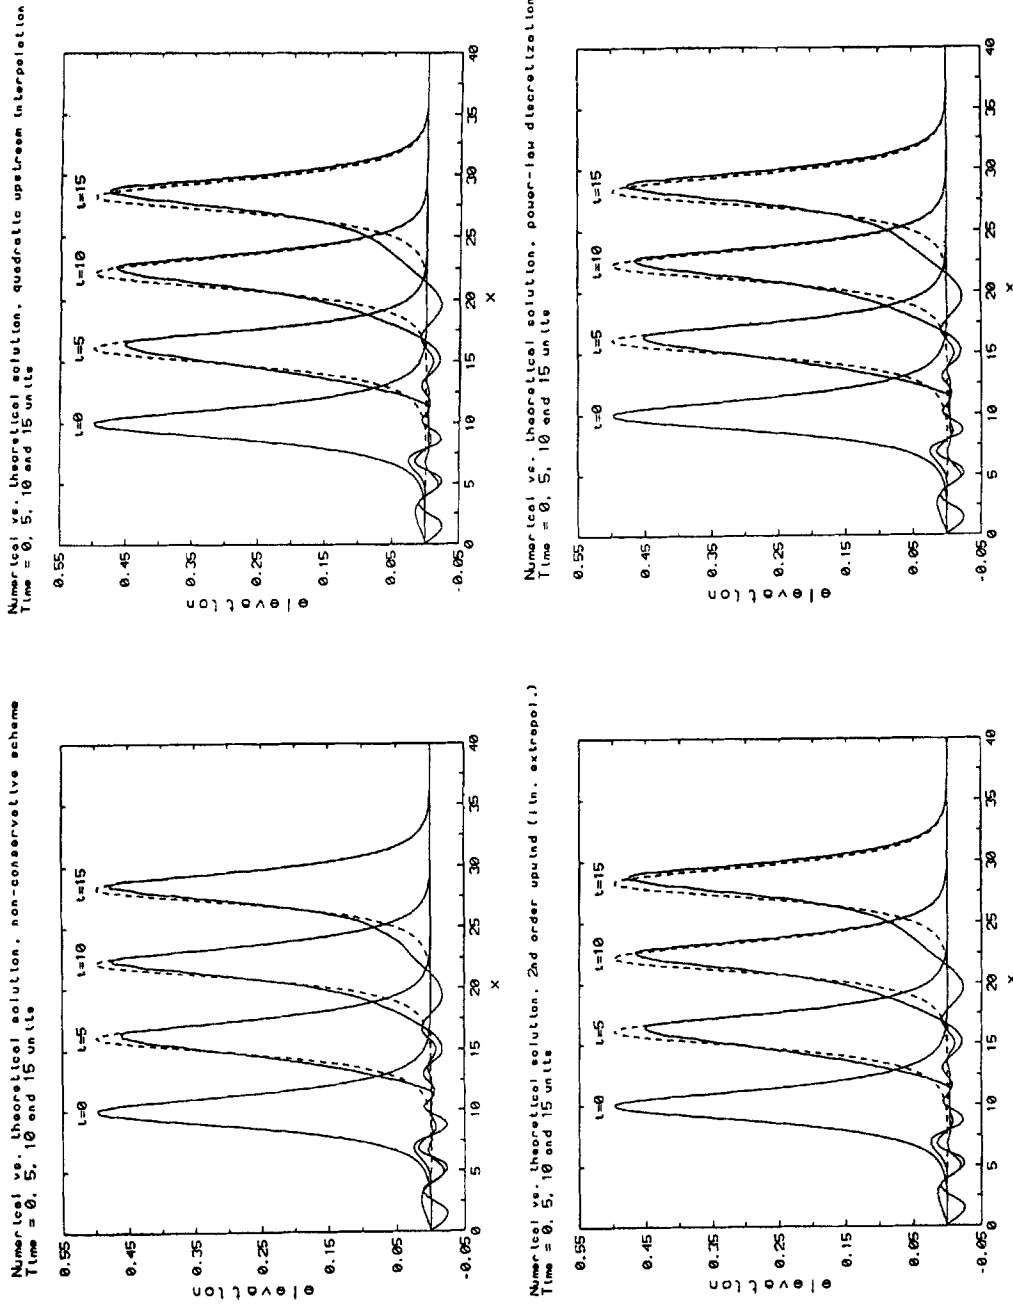 Numerical vs. theoretical solution, non-conservative scheme
Time = 0, 5, 10 and 15 units
0.55
0.45
0.35
0.25
0.15
0.05
-0.05
elevation
t=0
t=5
t=10
t=15
0 5 10 15 20 25 30 35 40
x
Numerical vs. theoretical solution, quadratic upstream interpolation
Time = 0, 5, 10 and 15 units
0.55
0.45
0.35
0.25
0.15
0.05
-0.05
elevation
t=0
t=5
t=10
t=15
0 5 10 15 20 25 30 35 40
x
Numerical vs. theoretical solution, 2nd order upwind (lin. extrapol.)
Time = 0, 5, 10 and 15 units
0.55
0.45
0.35
0.25
0.15
0.05
-0.05
elevation
t=0
t=5
t=10
t=15
0 5 10 15 20 25 30 35 40
x
Numerical vs. theoretical solution, power-law discretization
Time = 0, 5, 10 and 15 units
0.55
0.45
0.35
0.25
0.15
0.05
-0.05
elevation
t=0
t=5
t=10
t=15
0 5 10 15 20 25 30 35 40
x